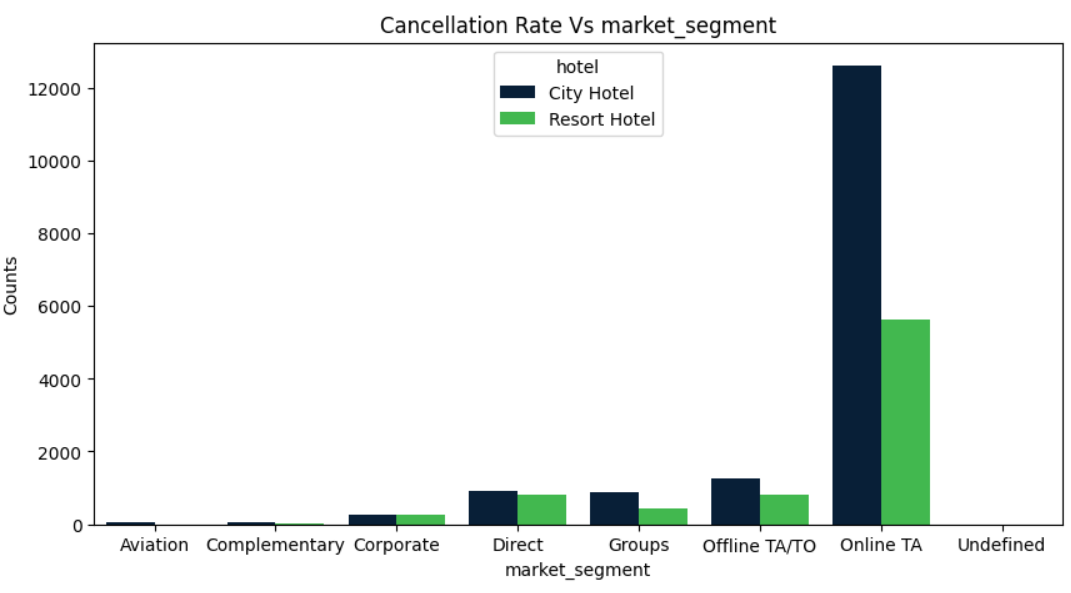 Cancellation Rate Vs market_segment
hotel
City Hotel
Resort Hotel
Counts
12000
10000
8000
6000
4000
2000
0
Aviation Complementary Corporate Direct Groups Offline TA/TO Online TA Undefined
market_segment